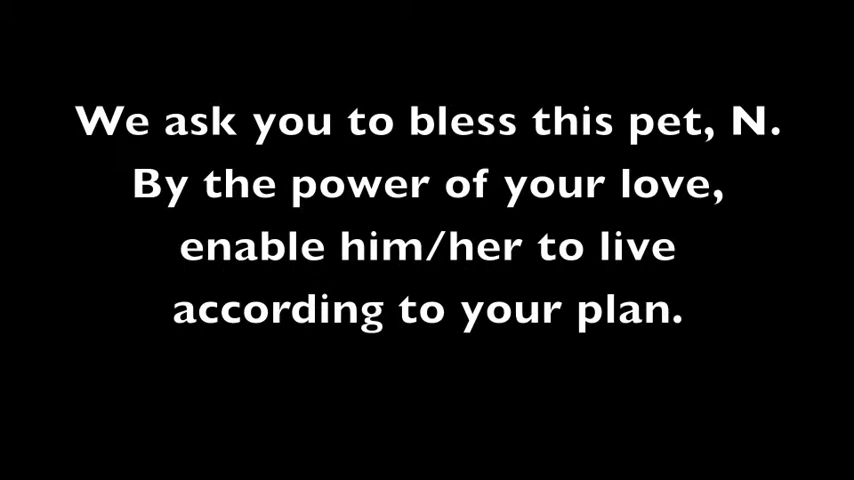 We ask you to bless this pet, N.
By the power of your love,
enable him/her to live
according to your plan.